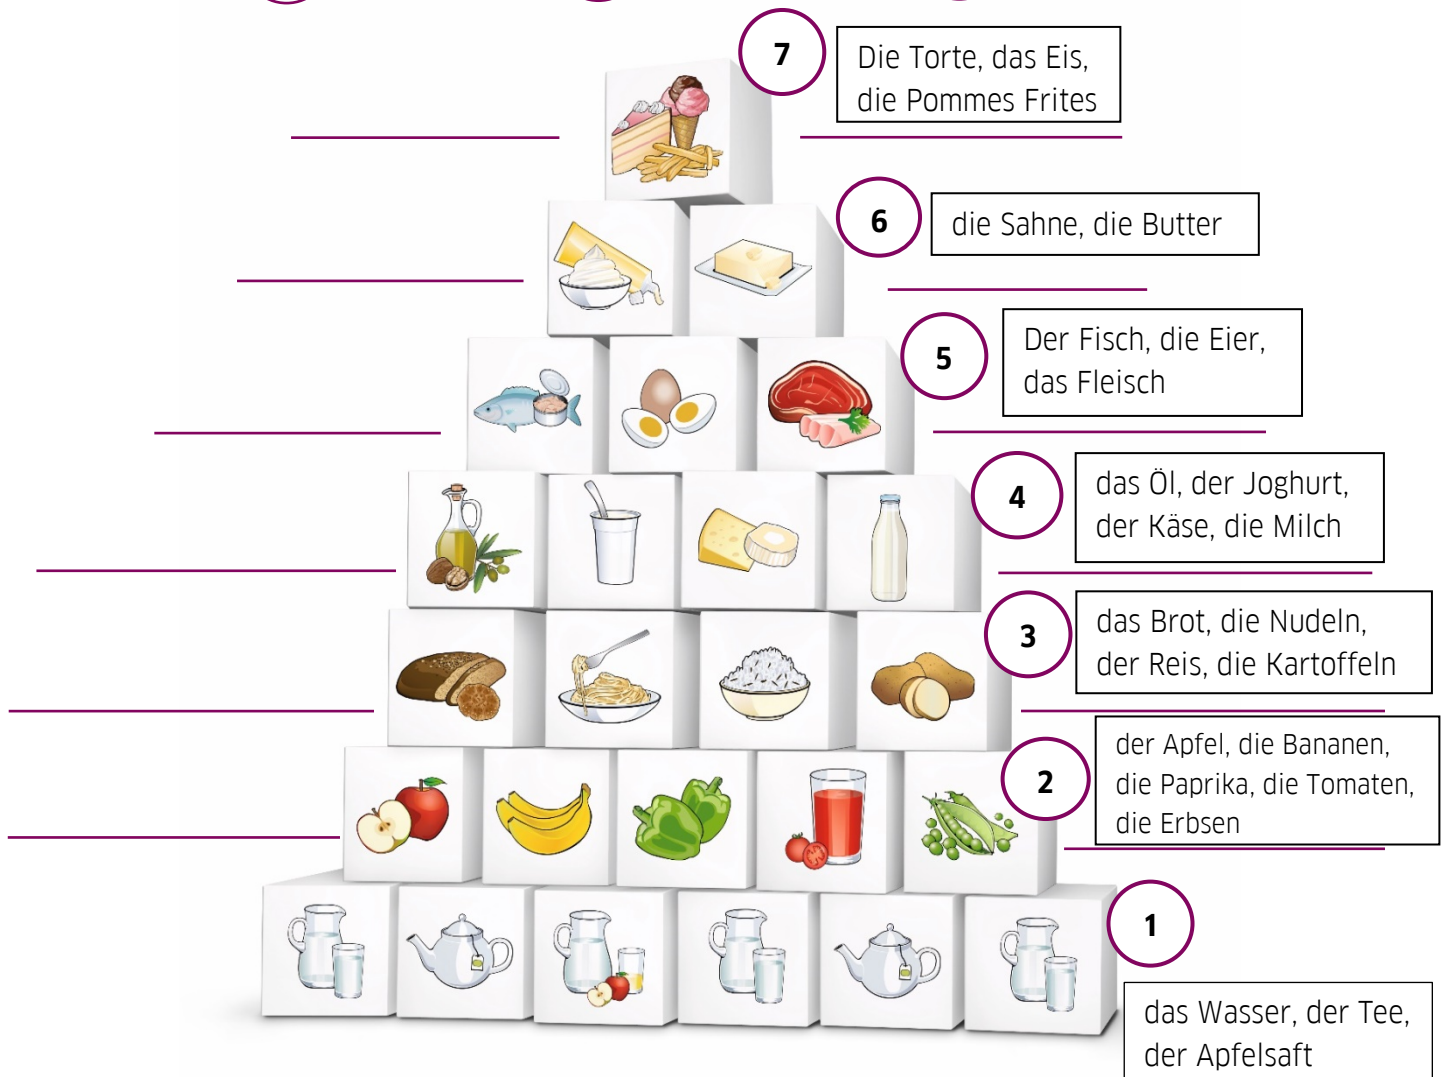 7
Die Torte, das Eis,
die Pommes Frites
6
die Sahne, die Butter
5
Der Fisch, die Eier,
das Fleisch
4
das Öl, der Joghurt,
der Käse, die Milch
3
das Brot, die Nudeln,
der Reis, die Kartoffeln
2
der Apfel, die Bananen,
die Paprika, die Tomaten,
die Erbsen
1
das Wasser, der Tee,
der Apfelsaft